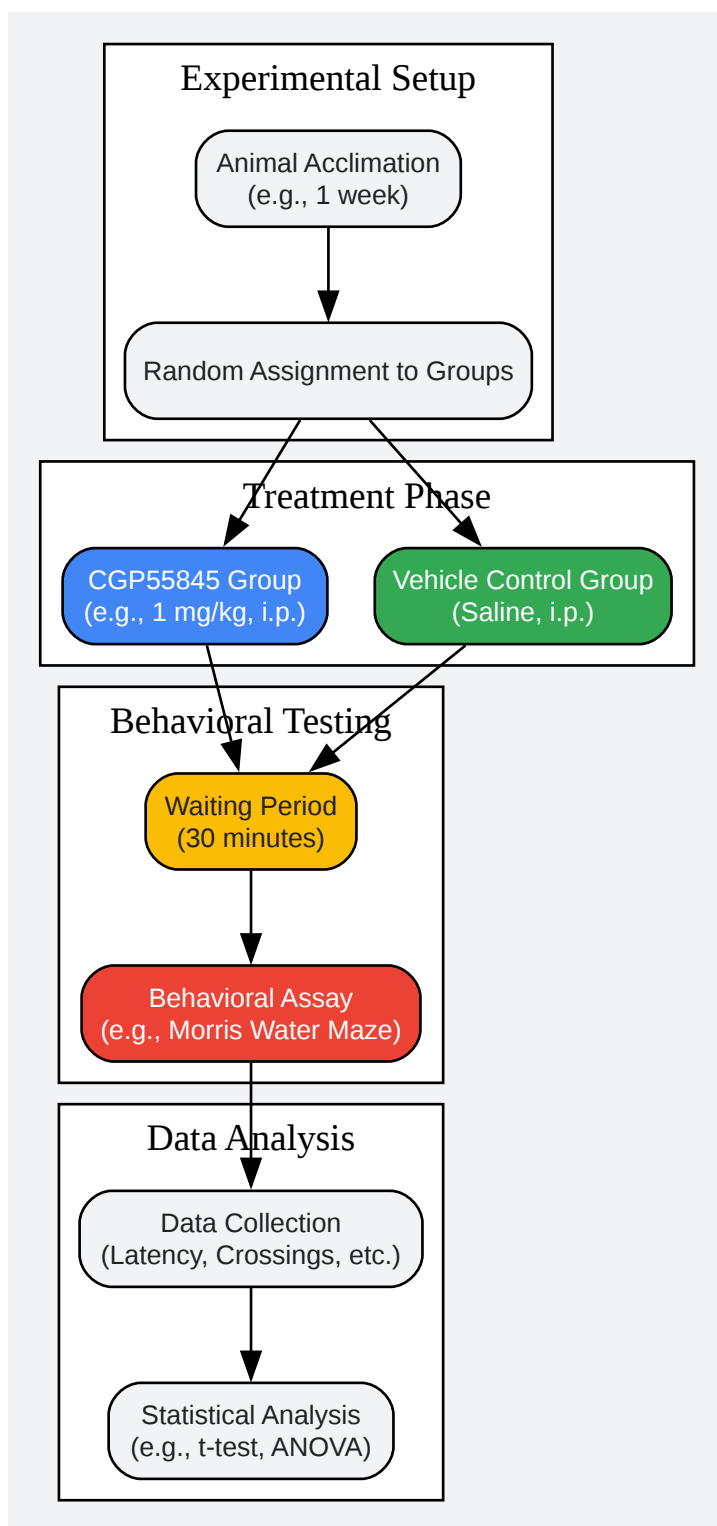 Experimental Setup
Animal Acclimation
(e.g., 1 week)
Random Assignment to Groups
Treatment Phase
CGP55845 Group
(e.g., 1 mg/kg, i.p.)
Vehicle Control Group
(Saline, i.p.)
Behavioral Testing
Waiting Period
(30 minutes)
Behavioral Assay
(e.g., Morris Water Maze)
Data Analysis
Data Collection
(Latency, Crossings, etc.)
Statistical Analysis
(e.g., t-test, ANOVA)